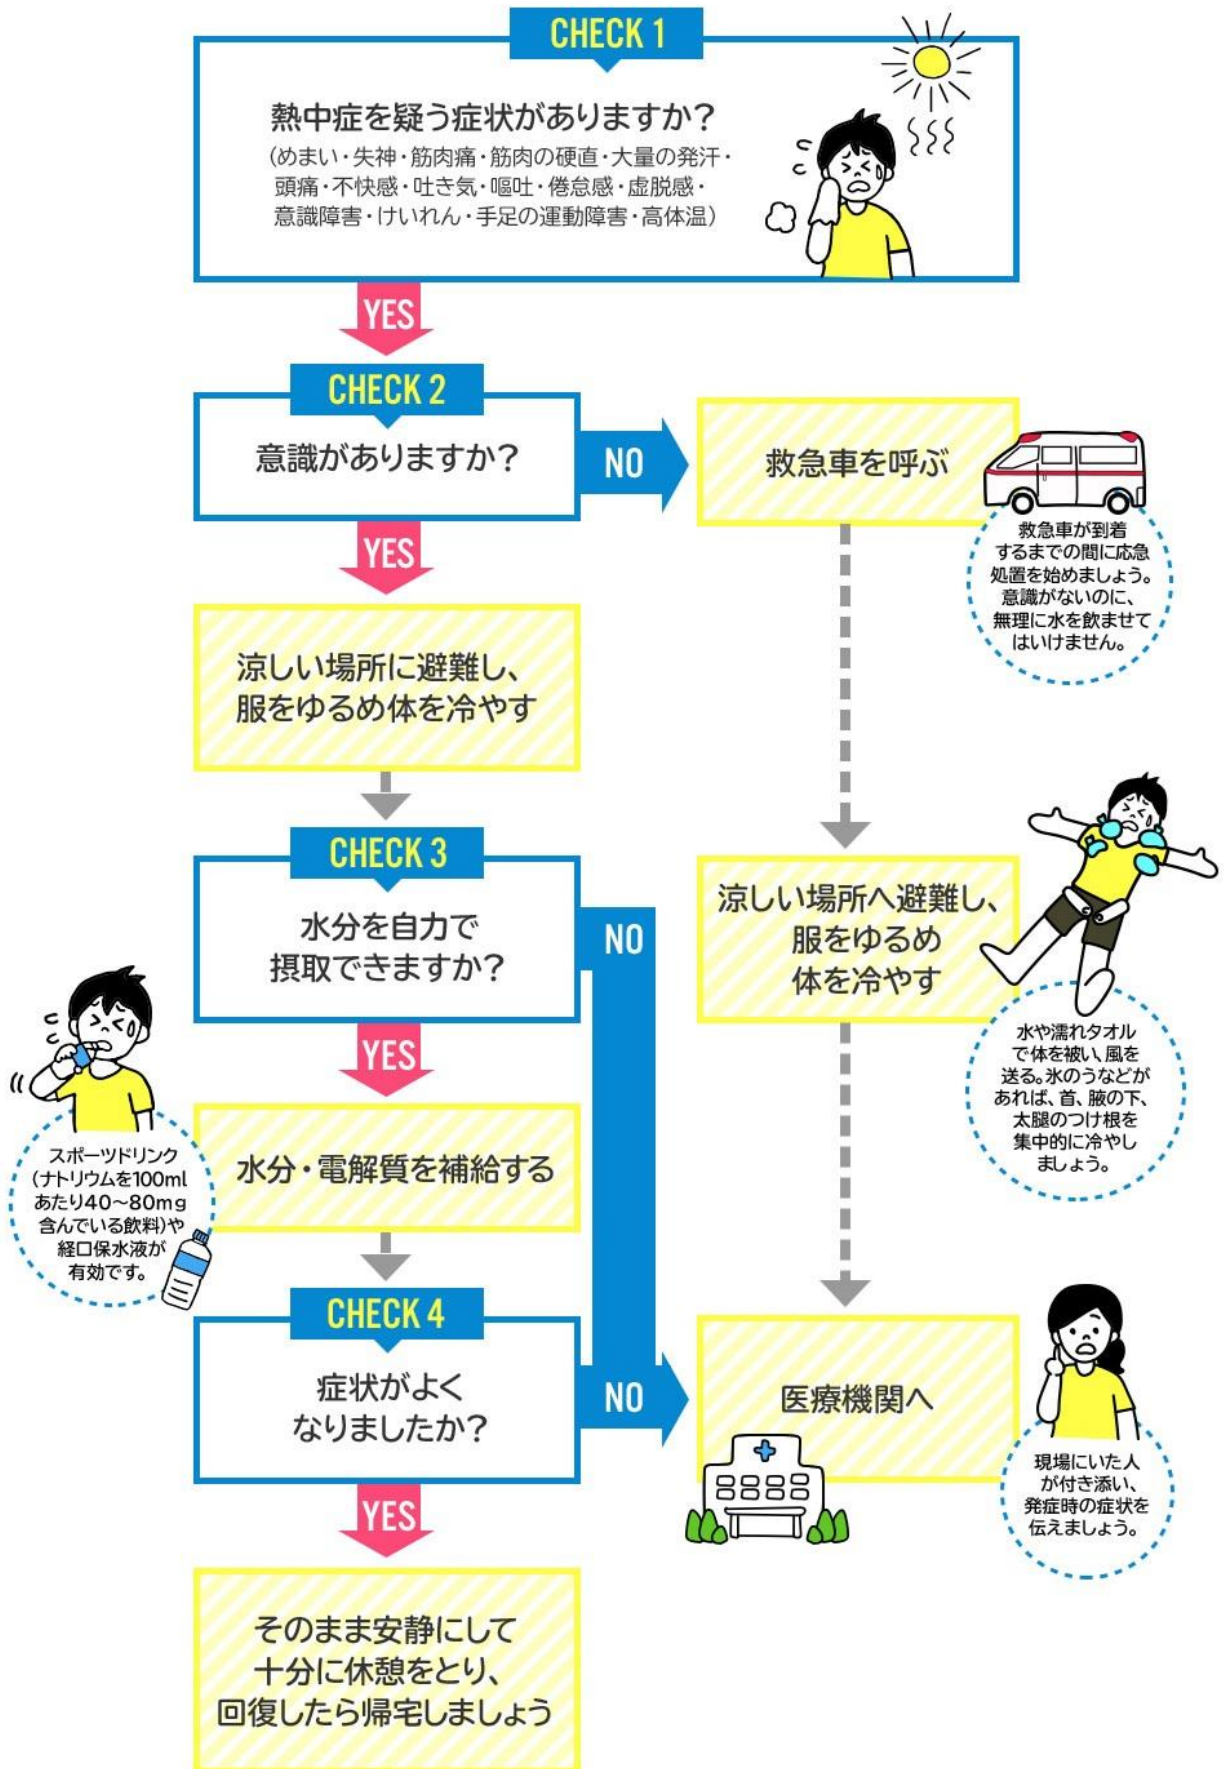 CHECK 1
熱中症を疑う症状がありますか？
（めまい・失神・筋肉痛・筋肉の硬直・大量の発汗・
頭痛・不快感・吐き気・嘔吐・倦怠感・虚脱感・
意識障害・けいれん・手足の運動障害・高体温）
YES
CHECK 2
意識がありますか？
NO
救急車を呼ぶ
救急車が到着
するまでの間に応急
処置を始めましょう。
意識がないのに、
無理に水を飲ませて
はいけません。
YES
涼しい場所に避難し、
服をゆるめ体を冷やす
CHECK 3
水分を自力で
摂取できますか？
NO
涼しい場所へ避難し、
服をゆるめ
体を冷やす
水や濡れタオル
で体を被い、風を
送る。氷のうなどが
あれば、首、腋の下、
太腿のつけ根を
集中的に冷やし
ましょう。
YES
水分・電解質を補給する
スポーツドリンク
（ナトリウムを100ml
あたり40～80mg
含んでいる飲料）や
経口保水液が
有効です。
CHECK 4
症状がよく
なりましたか？
NO
医療機関へ
現場にいた人
が付き添い、
発症時の症状を
伝えましょう。
YES
そのまま安静にして
十分に休憩をとり、
回復したら帰宅しましょう